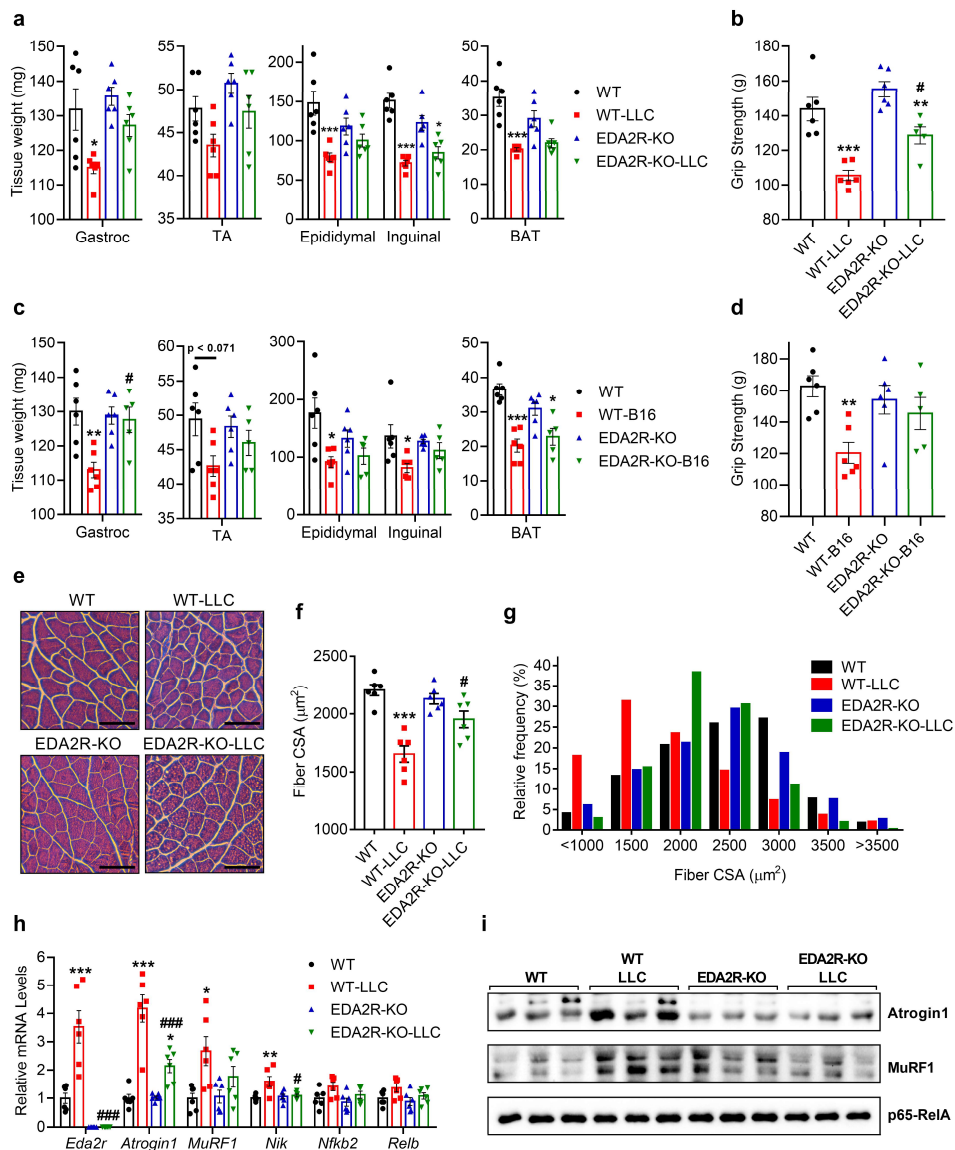 a
Tissue weight (mg)
150
140
130
120
110
100
Gastroc
*
55
50
45
40
35
TA
200
150
100
50
0
***
***
*
Epididymal
Inguinal
50
40
30
20
10
0
***
BAT
WT
WT-LLC
EDA2R-KO
EDA2R-KO-LLC
b
Grip Strength (g)
180
160
140
120
100
80
***
#
**
WT
WT-LLC
EDA2R-KO
EDA2R-KO-LLC
c
Tissue weight (mg)
150
140
130
120
110
100
**
#
Gastroc
p < 0.071
60
55
50
45
40
35
TA
300
200
100
0
*
*
Epididymal
Inguinal
50
40
30
20
10
0
***
*
BAT
WT
WT-B16
EDA2R-KO
EDA2R-KO-B16
d
Grip Strength (g)
180
160
140
120
100
80
**
WT
WT-B16
EDA2R-KO
EDA2R-KO-B16
e
WT
WT-LLC
EDA2R-KO
EDA2R-KO-LLC
f
Fiber CSA (μm²)
2500
2000
1500
1000
***
#
WT
WT-LLC
EDA2R-KO
EDA2R-KO-LLC
g
Relative frequency (%)
40
35
30
25
20
15
10
5
0
<1000
1500
2000
2500
3000
3500
>3500
Fiber CSA (μm²)
WT
WT-LLC
EDA2R-KO
EDA2R-KO-LLC
h
Relative mRNA Levels
6
5
4
3
2
1
0
***
###
***
###
*
*
**
#
Eda2r
Atrogin1
MuRF1
Nik
Nfkb2
Relb
WT
WT-LLC
EDA2R-KO
EDA2R-KO-LLC
i
WT
WT
LLC
EDA2R-KO
EDA2R-KO
LLC
Atrogin1
MuRF1
p65-RelA